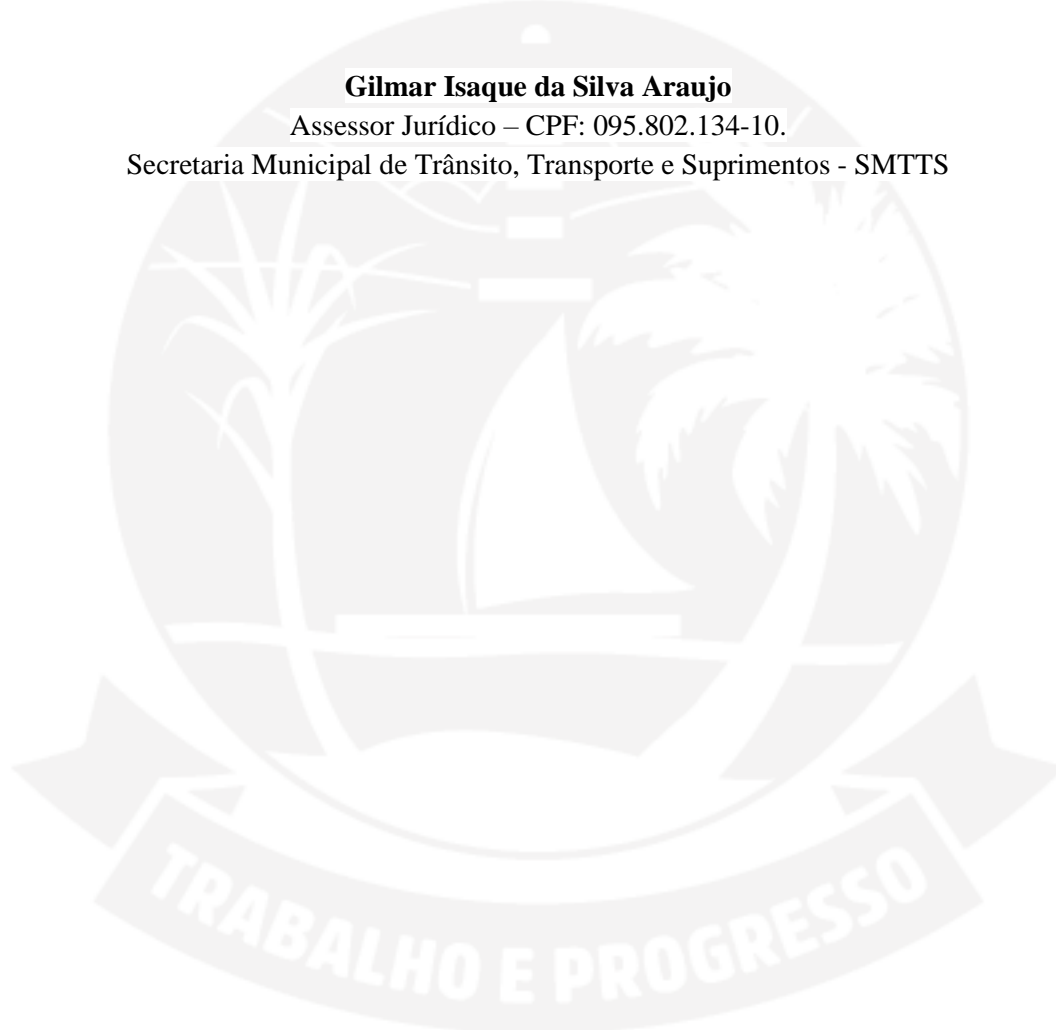 Gilmar Isaque da Silva Araujo
Assessor Jurídico – CPF: 095.802.134-10.
Secretaria Municipal de Trânsito, Transporte e Suprimentos - SMTTS
TRABALHO E PROGRESSO